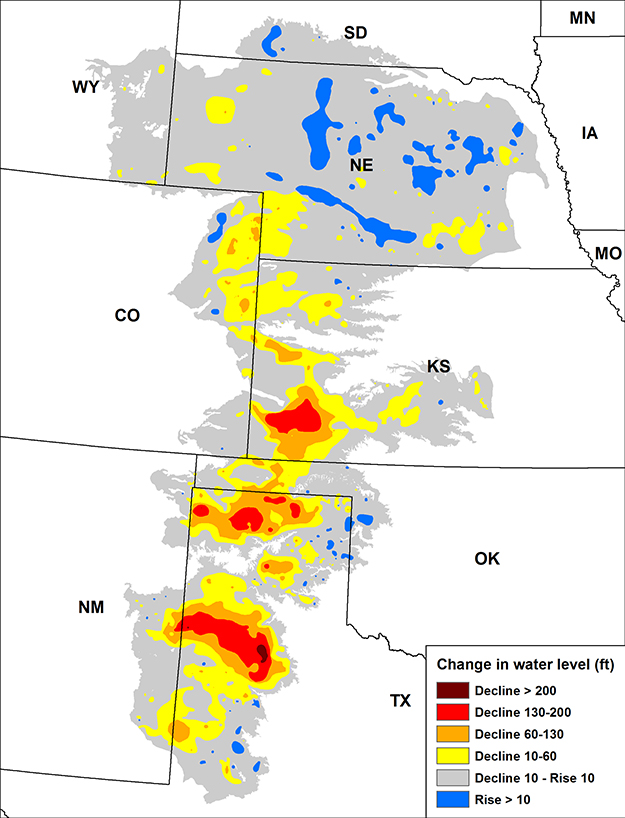 MN
SD
WY
IA
NE
MO
CO
KS
OK
NM
TX
Change in water level (ft)
Decline > 200
Decline 130-200
Decline 60-130
Decline 10-60
Decline 10 - Rise 10
Rise > 10